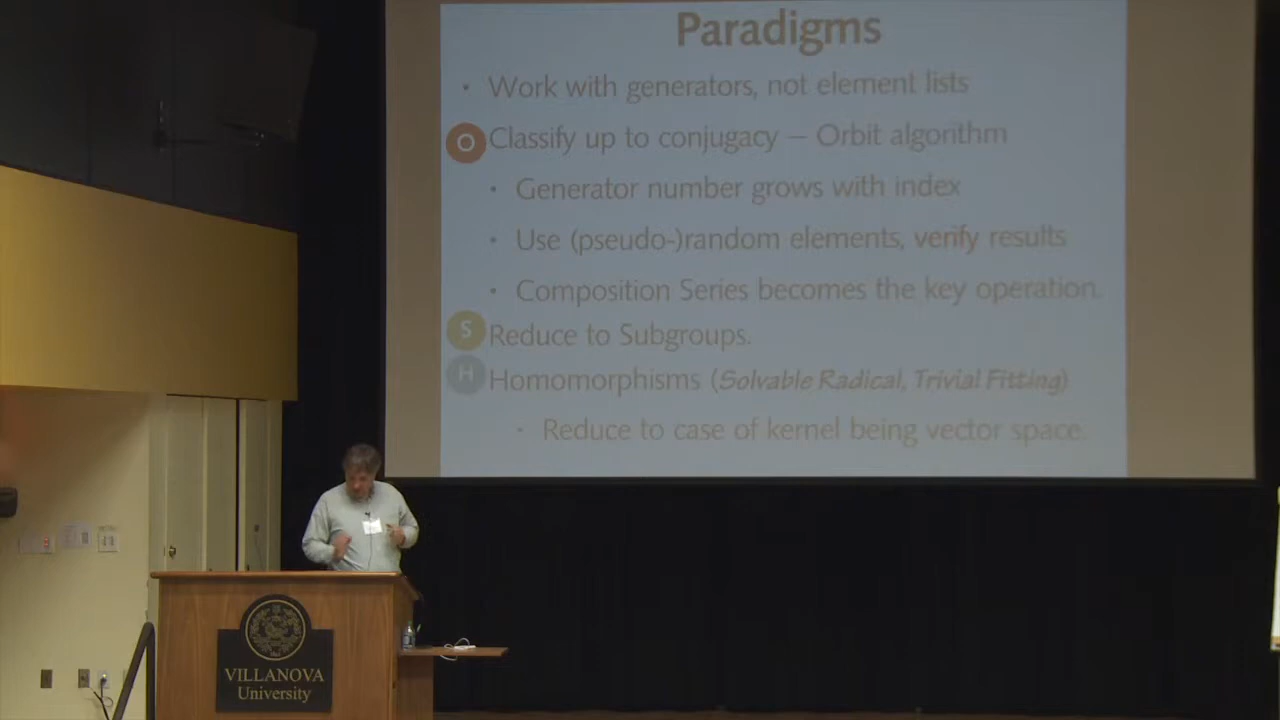 Paradigms
• Work with generators, not element lists
O Classify up to conjugacy — Orbit algorithm
• Generator number grows with index
• Use (pseudo-)random elements, verify results
• Composition Series becomes the key operation.
S Reduce to Subgroups.
H Homomorphisms (Solvable Radical, Trivial Fitting)
• Reduce to case of kernel being vector space.
VILLANOVA
University